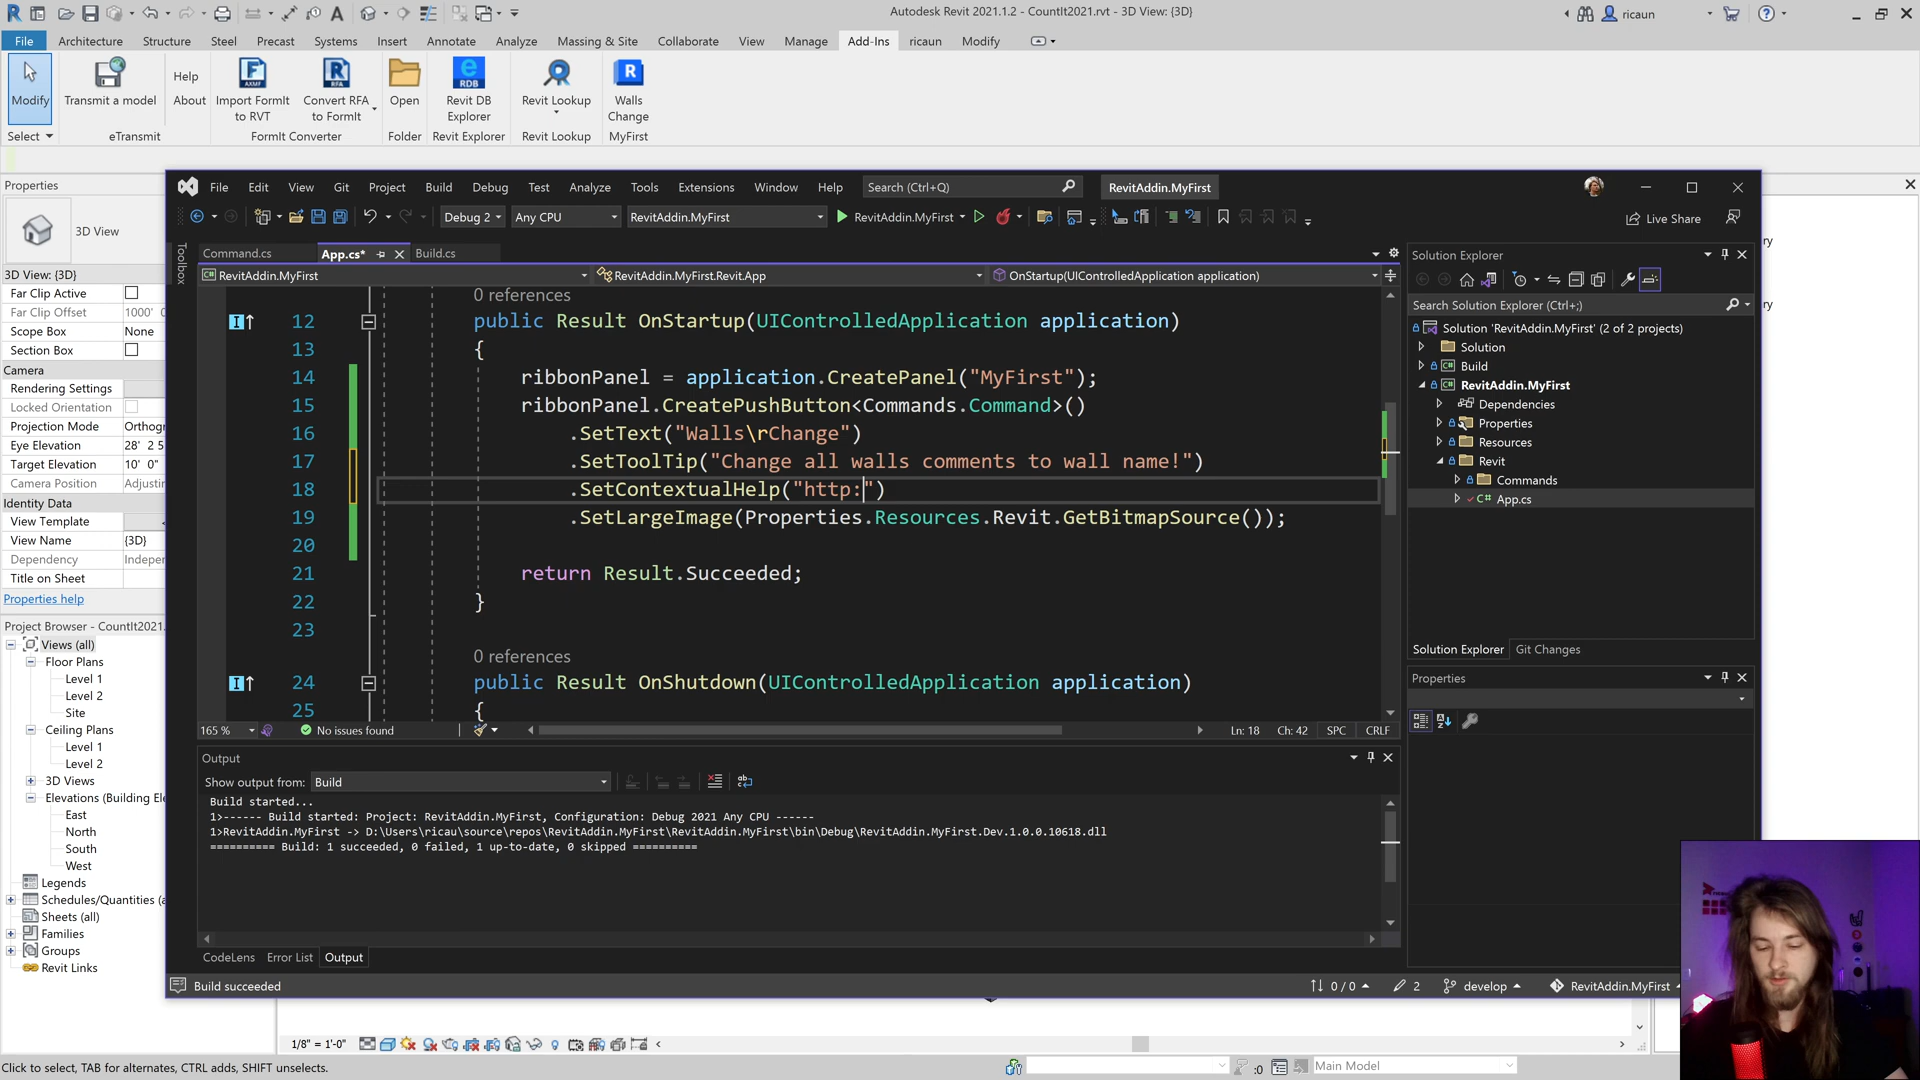 Autodesk Revit 2021.1.2 - CountIt2021.rvt - 3D View: {3D}
ricaun
File Architecture Structure Steel Precast Systems Insert Annotate Analyze Massing & Site Collaborate View Manage Add-Ins ricaun Modify
Modify
Transmit a model
Help
About
Import FormIt
to RVT
Convert RFA
to FormIt
Open
Revit DB
Explorer
Revit Lookup
Walls
Change
Select
eTransmit
FormIt Converter
Folder
Revit Explorer
Revit Lookup
MyFirst
Properties
3D View
3D View: {3D}
Far Clip Active
Far Clip Offset 1000' 0
Scope Box None
Section Box
Camera
Rendering Settings
Locked Orientation
Projection Mode Orthog
Eye Elevation 28' 2 5
Target Elevation 10' 0"
Camera Position Adjusting
Identity Data
View Template
View Name {3D}
Dependency Indepen
Title on Sheet
Properties help
Project Browser - CountIt2021.
Views (all)
Floor Plans
Level 1
Level 2
Site
Ceiling Plans
Level 1
Level 2
3D Views
Elevations (Building Ele
East
North
South
West
Legends
Schedules/Quantities (a
Sheets (all)
Families
Groups
Revit Links
File Edit View Git Project Build Debug Test Analyze Tools Extensions Window Help
Search (Ctrl+Q)
RevitAddin.MyFirst
Debug 2
Any CPU
RevitAddin.MyFirst
RevitAddin.MyFirst
Live Share
Toolbox
Command.cs
App.cs*
Build.cs
RevitAddin.MyFirst
RevitAddin.MyFirst.Revit.App
OnStartup(UIControlledApplication application)
0 references
12 public Result OnStartup(UIControlledApplication application)
13 {
14 ribbonPanel = application.CreatePanel("MyFirst");
15 ribbonPanel.CreatePushButton<Commands.Command>()
16 .SetText("Walls\rChange")
17 .SetToolTip("Change all walls comments to wall name!")
18 .SetContextualHelp("http:")
19 .SetLargeImage(Properties.Resources.Revit.GetBitmapSource());
20
21 return Result.Succeeded;
22 }
23
0 references
24 public Result OnShutdown(UIControlledApplication application)
25 {
165 %
No issues found
Ln: 18 Ch: 42 SPC CRLF
Output
Show output from: Build
Build started...
1>------ Build started: Project: RevitAddin.MyFirst, Configuration: Debug 2021 Any CPU ------
1>RevitAddin.MyFirst -> D:\Users\ricau\source\repos\RevitAddin.MyFirst\RevitAddin.MyFirst\bin\Debug\RevitAddin.MyFirst.Dev.1.0.0.10618.dll
========== Build: 1 succeeded, 0 failed, 1 up-to-date, 0 skipped ==========
CodeLens Error List Output
Build succeeded
0 / 0
2
develop
RevitAddin.MyFirst
Solution Explorer
Search Solution Explorer (Ctrl+;)
Solution 'RevitAddin.MyFirst' (2 of 2 projects)
Solution
Build
RevitAddin.MyFirst
Dependencies
Properties
Resources
Revit
Commands
App.cs
Solution Explorer Git Changes
Properties
ry
ry
1/8" = 1'-0"
Click to select, TAB for alternates, CTRL adds, SHIFT unselects.
:0
Main Model